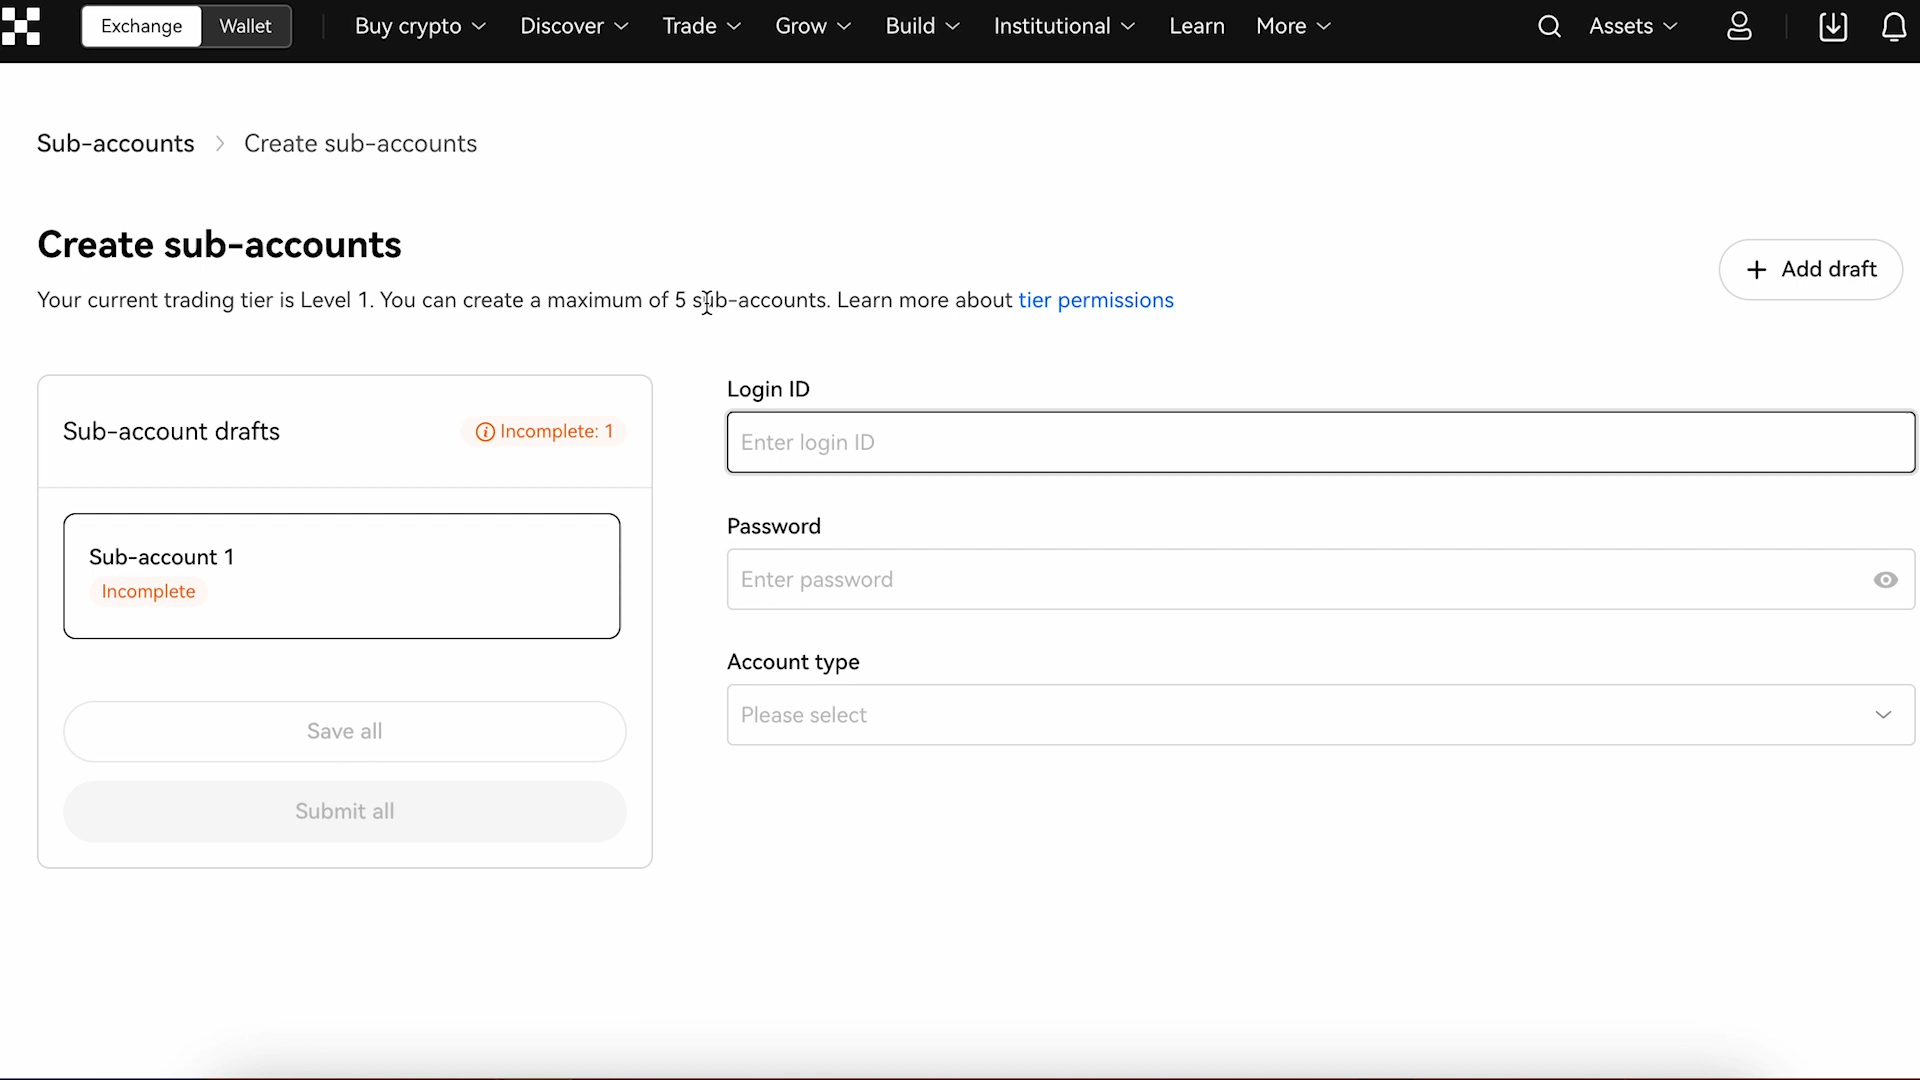 Exchange Wallet Buy crypto Discover Trade Grow Build Institutional Learn More Assets
Sub-accounts > Create sub-accounts
Create sub-accounts
Add draft
Your current trading tier is Level 1. You can create a maximum of 5 sub-accounts. Learn more about tier permissions
Sub-account drafts
Incomplete: 1
Sub-account 1
Incomplete
Save all
Submit all
Login ID
Enter login ID
Password
Enter password
Account type
Please select